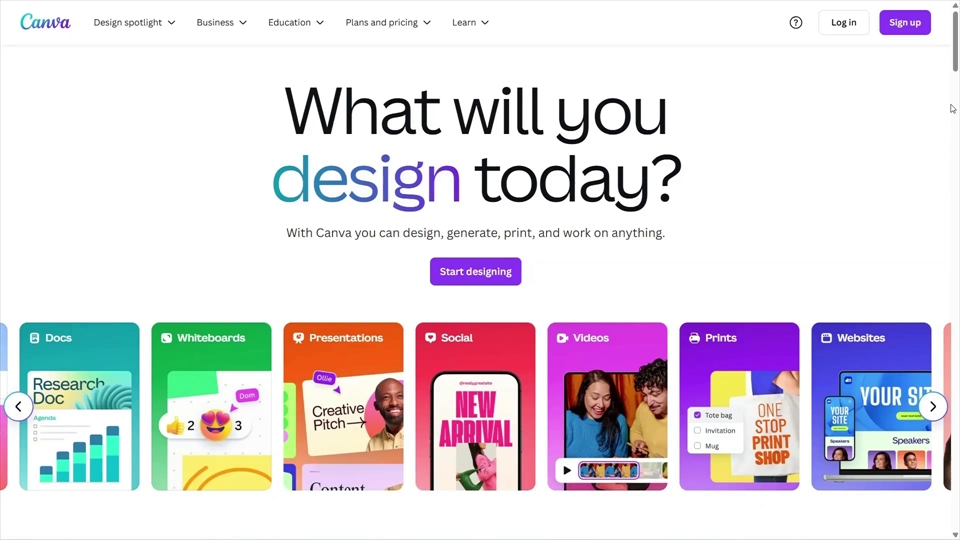 Canva
Design spotlight
Business
Education
Plans and pricing
Learn
Log in
Sign up
What will you
design today?
With Canva you can design, generate, print, and work on anything.
Start designing
Docs
Research
Doc
Agenda
Whiteboards
Dom
2
3
Presentations
Ollie
Creative
Pitch
Content
Social
@reallygreatsite
NEW
ARRIVAL
Videos
Prints
Tote bag
Invitation
Mug
ONE
STOP
PRINT
SHOP
Websites
YOUR SITE
YOUR
SITE
Speakers
Speakers